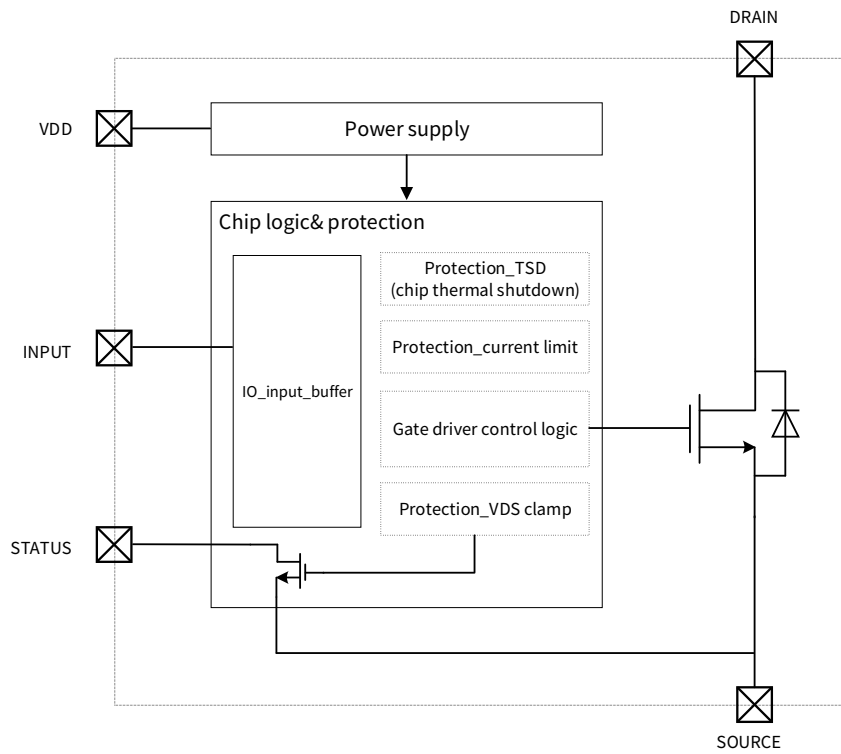 DRAIN
VDD
Power supply
Chip logic& protection
Protection_TSD
(chip thermal shutdown)
INPUT
Protection_current limit
IO_input_buffer
Gate driver control logic
Protection_VDS clamp
STATUS
SOURCE